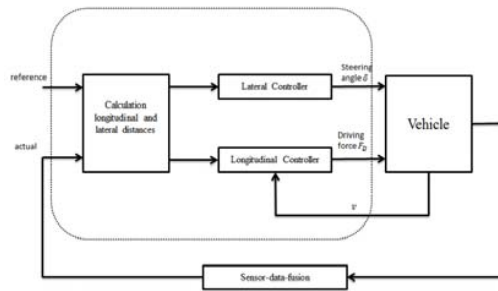 reference
actual
Calculation
longitudinal and
lateral distances
Lateral Controller
Longitudinal Controller
Steering
angle δ
Driving
force F_D
Vehicle
v
Sensor-data-fusion